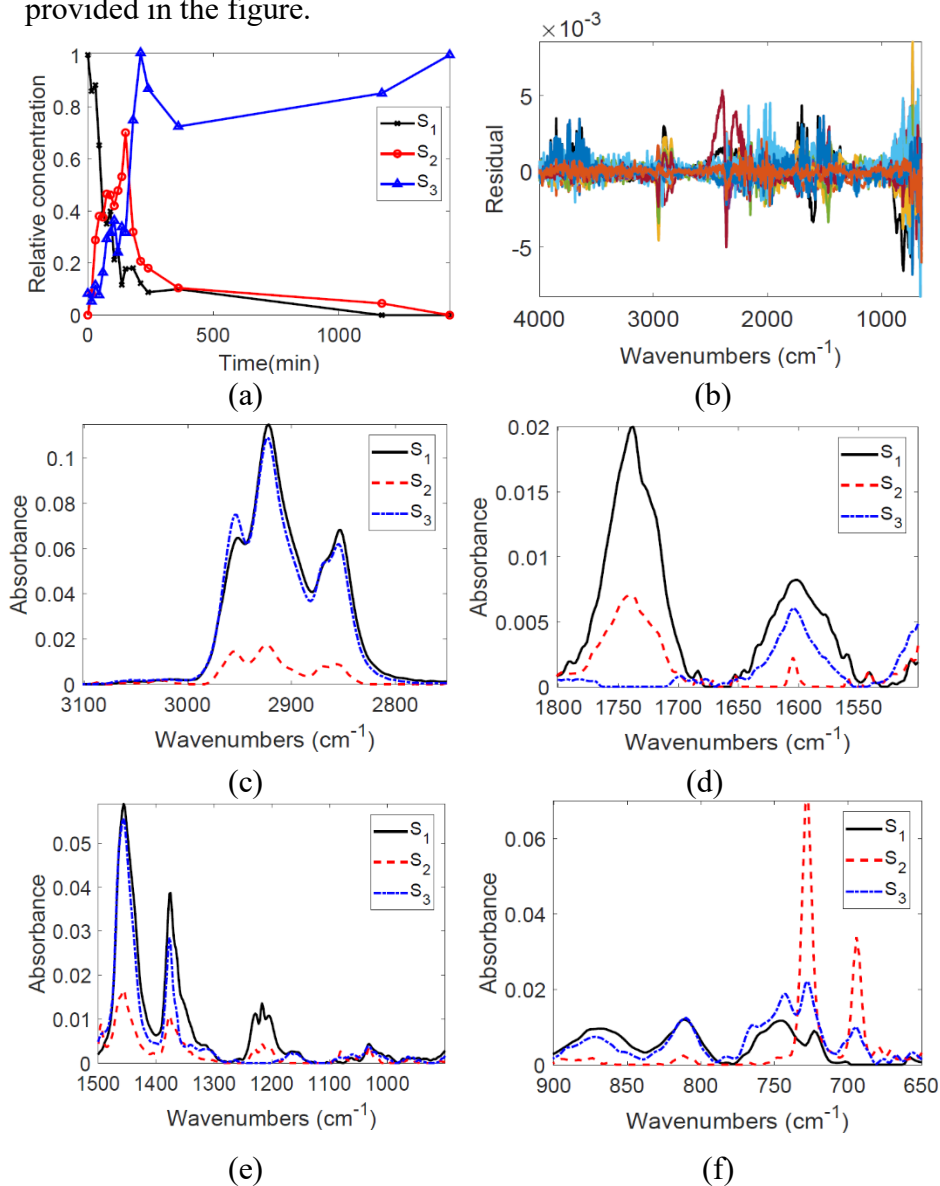 provided in the figure.
×10⁻³
1
0.8
0.6
0.4
0.2
0
Relative concentration
S₁
S₂
S₃
0
500
1000
Time(min)
(a)
5
0
-5
Residual
4000
3000
2000
1000
Wavenumbers (cm⁻¹)
(b)
0.1
0.08
0.06
0.04
0.02
0
Absorbance
S₁
S₂
S₃
3100
3000
2900
2800
Wavenumbers (cm⁻¹)
(c)
0.02
0.015
0.01
0.005
0
Absorbance
S₁
S₂
S₃
1800
1750
1700
1650
1600
1550
Wavenumbers (cm⁻¹)
(d)
0.05
0.04
0.03
0.02
0.01
0
Absorbance
S₁
S₂
S₃
1500
1400
1300
1200
1100
1000
Wavenumbers (cm⁻¹)
(e)
0.06
0.04
0.02
0
Absorbance
S₁
S₂
S₃
900
850
800
750
700
650
Wavenumbers (cm⁻¹)
(f)